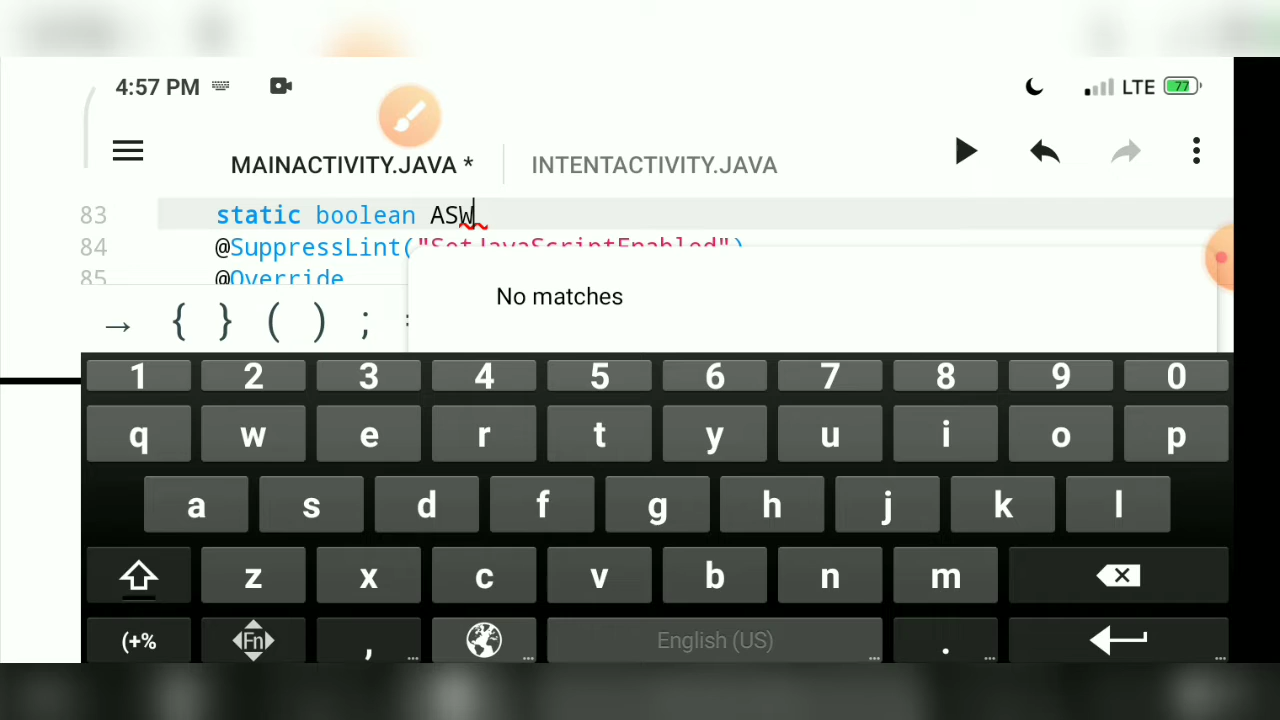 4:57 PM LTE 77
MAINACTIVITY.JAVA * INTENTACTIVITY.JAVA
83 static boolean ASW
84 @SuppressLint("SetJavaScriptEnabled")
85 @Override
No matches
→ { } ( ) ;
1 2 3 4 5 6 7 8 9 0
q w e r t y u i o p
a s d f g h j k l
z x c v b n m
(+% Fn , English (US) .